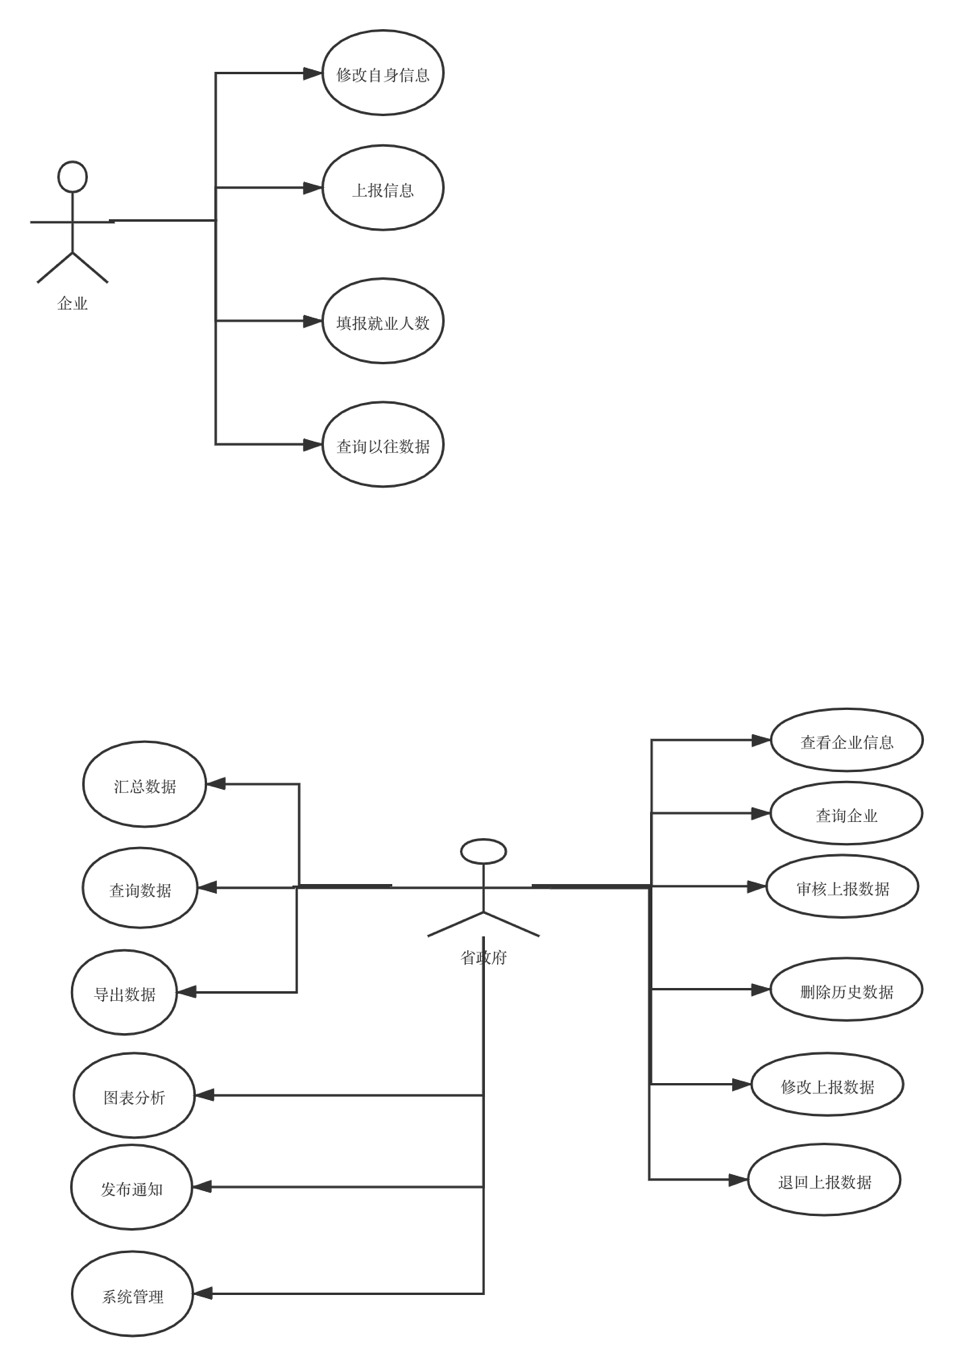 修改自身信息
上报信息
企业
填报就业人数
查询以往数据
查看企业信息
汇总数据
查询企业
查询数据
审核上报数据
省政府
导出数据
删除历史数据
图表分析
修改上报数据
发布通知
退回上报数据
系统管理